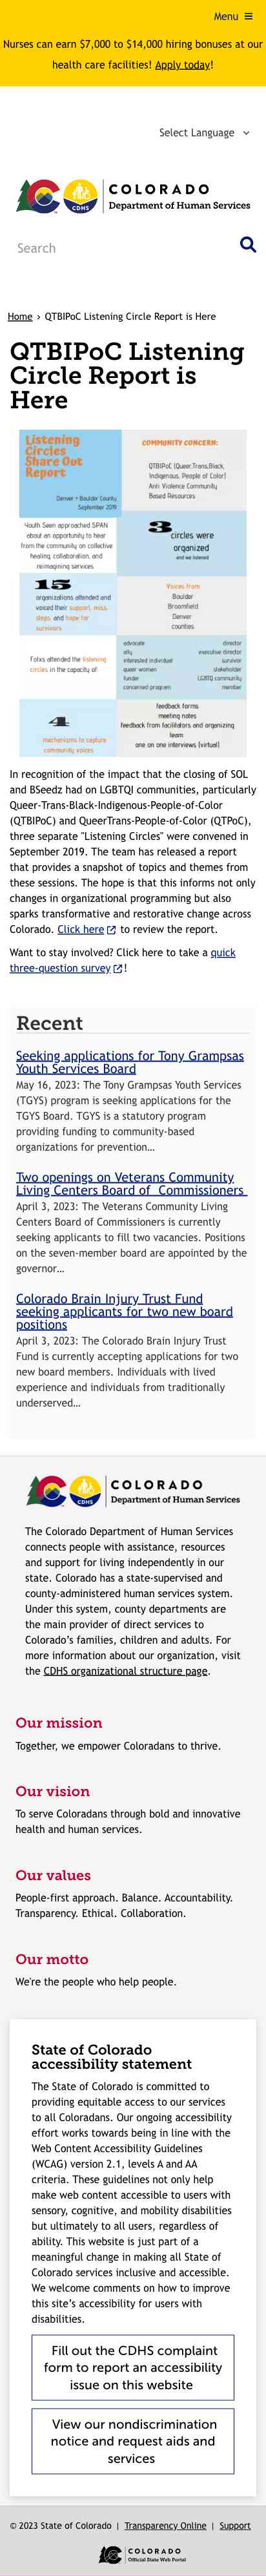 Menu ≡
Nurses can earn $7,000 to $14,000 hiring bonuses at our
health care facilities! Apply today!
Select Language
CDHS
COLORADO
Department of Human Services
Search
Home › QTBIPoC Listening Circle Report is Here
QTBIPoC Listening
Circle Report is
Here
Listening
Circles
Share Out
Report
Denver + Boulder County
September 2019
COMMUNITY CONCERN:
QTBIPoC (Queer,Trans,Black,
Indigenous, People of Color)
Anti Violence Community
Based Resources
Youth Seen approached SPAN
about an opportunity to hear
from the community on collective
healing, collaboration, and
reimagining services
3
circles were
organized
and we listened
15
organizations attended and
voiced their support, miss
steps, and hope for
survivors
Voices from
Boulder
Broomfield
Denver
counties
Folks attended the listening
circles in the capacity of
advocate
ally
interested individual
queer women
funder
concerned program
director
executive director
survivor
stakeholder
LGBTQ community
member
4
mechanisms to capture
community voices
feedback forms
meeting notes
feedback from facilitators and organizing
team
one on one interviews (virtual)
In recognition of the impact that the closing of SOL
and BSeedz had on LGBTQI communities, particularly
Queer-Trans-Black-Indigenous-People-of-Color
(QTBIPoC) and QueerTrans-People-of-Color (QTPoC),
three separate "Listening Circles" were convened in
September 2019. The team has released a report
that provides a snapshot of topics and themes from
these sessions. The hope is that this informs not only
changes in organizational programming but also
sparks transformative and restorative change across
Colorado. Click here to review the report.
Want to stay involved? Click here to take a quick
three-question survey!
Recent
Seeking applications for Tony Grampsas
Youth Services Board
May 16, 2023: The Tony Grampsas Youth Services
(TGYS) program is seeking applications for the
TGYS Board. TGYS is a statutory program
providing funding to community-based
organizations for prevention...
Two openings on Veterans Community
Living Centers Board of Commissioners
April 3, 2023: The Veterans Community Living
Centers Board of Commissioners is currently
seeking applicants to fill two vacancies. Positions
on the seven-member board are appointed by the
governor...
Colorado Brain Injury Trust Fund
seeking applicants for two new board
positions
April 3, 2023: The Colorado Brain Injury Trust
Fund is currently accepting applications for two
new board members. Individuals with lived
experience and individuals from traditionally
underserved...
CDHS
COLORADO
Department of Human Services
The Colorado Department of Human Services
connects people with assistance, resources
and support for living independently in our
state. Colorado has a state-supervised and
county-administered human services system.
Under this system, county departments are
the main provider of direct services to
Colorado's families, children and adults. For
more information about our organization, visit
the CDHS organizational structure page.
Our mission
Together, we empower Coloradans to thrive.
Our vision
To serve Coloradans through bold and innovative
health and human services.
Our values
People-first approach. Balance. Accountability.
Transparency. Ethical. Collaboration.
Our motto
We're the people who help people.
State of Colorado
accessibility statement
The State of Colorado is committed to
providing equitable access to our services
to all Coloradans. Our ongoing accessibility
effort works towards being in line with the
Web Content Accessibility Guidelines
(WCAG) version 2.1, levels A and AA
criteria. These guidelines not only help
make web content accessible to users with
sensory, cognitive, and mobility disabilities
but ultimately to all users, regardless of
ability. This website is just part of a
meaningful change in making all State of
Colorado services inclusive and accessible.
We welcome comments on how to improve
this site's accessibility for users with
disabilities.
Fill out the CDHS complaint
form to report an accessibility
issue on this website
View our nondiscrimination
notice and request aids and
services
© 2023 State of Colorado | Transparency Online | Support
COLORADO
Official State Web Portal